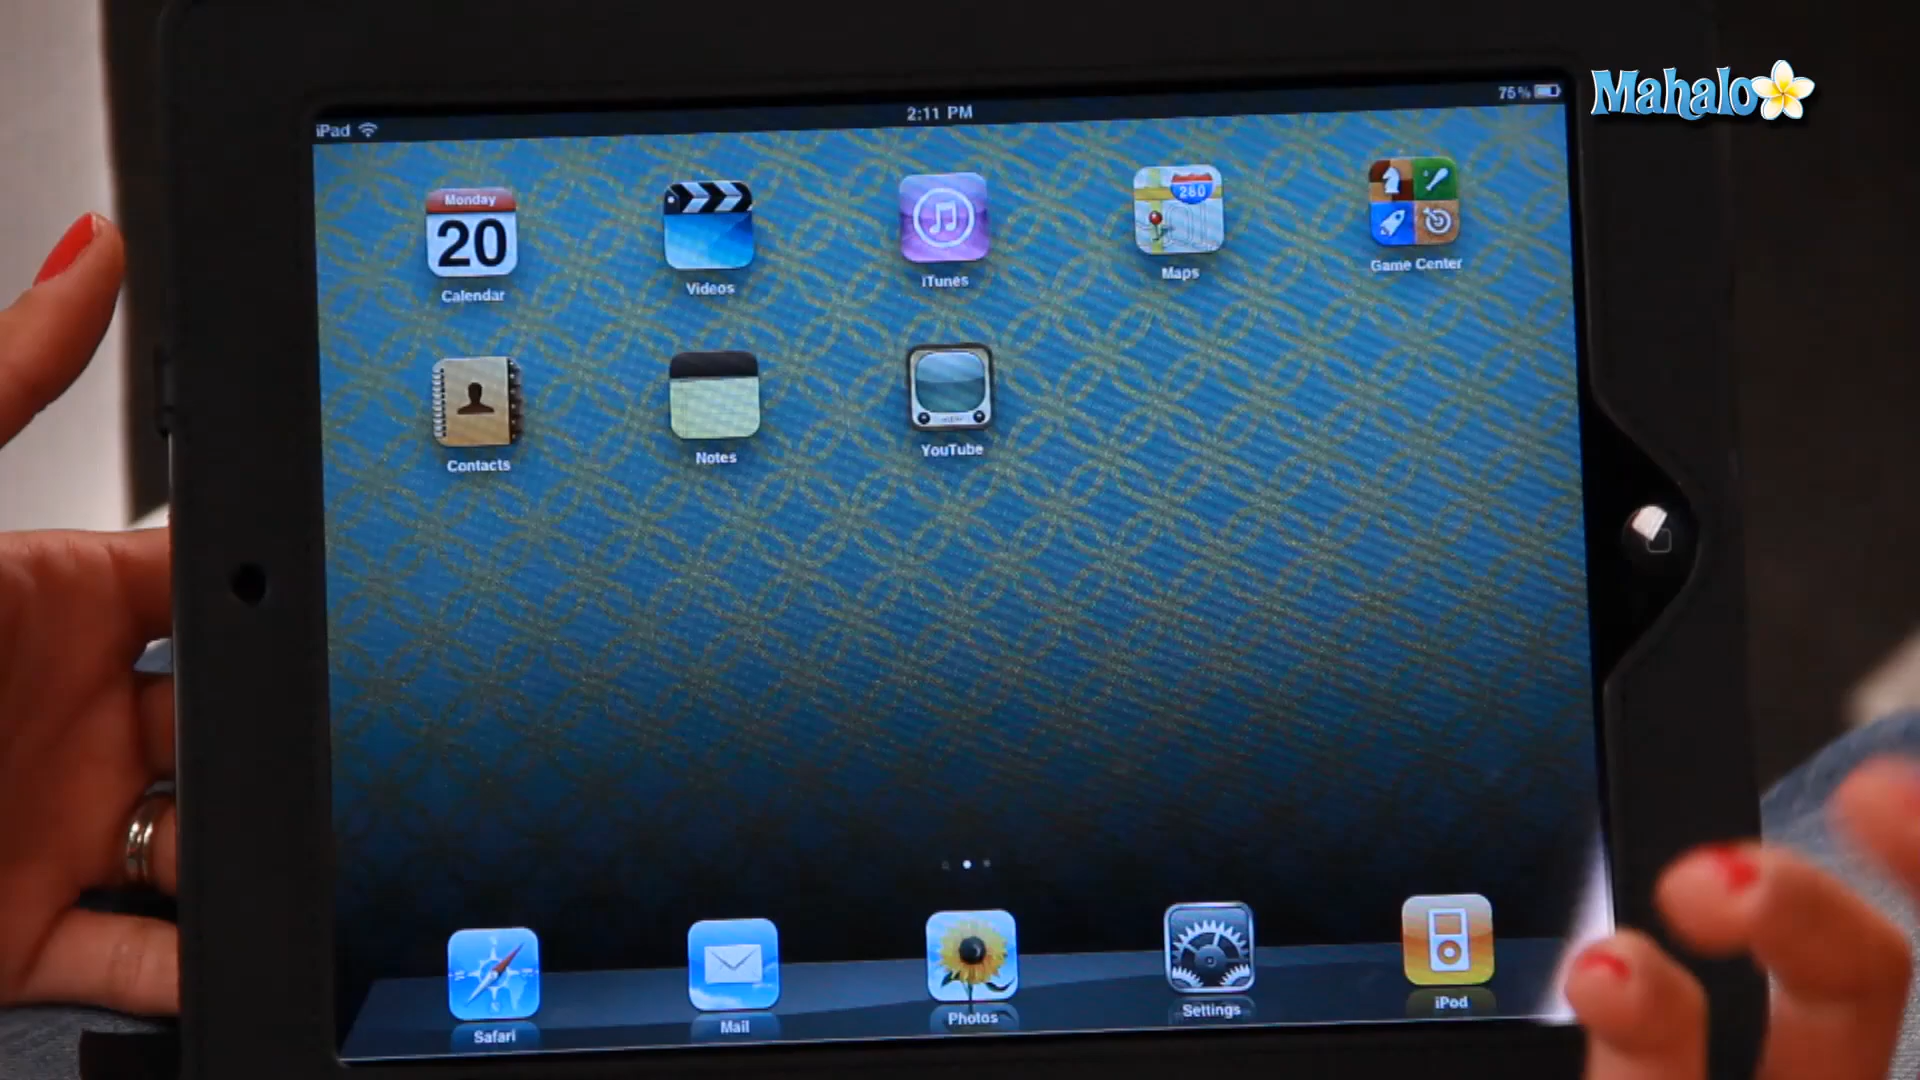 Mahalo
iPad
2:11 PM
75%
Monday
20
280
Calendar
Videos
iTunes
Maps
Game Center
Contacts
Notes
YouTube
Safari
Mail
Photos
Settings
iPod